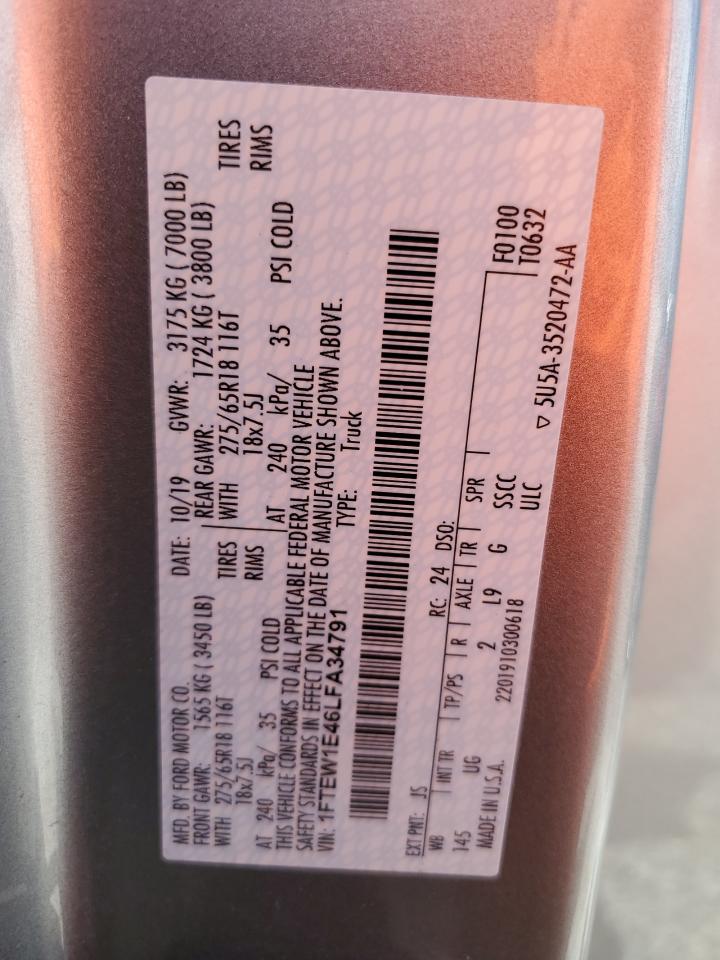 MFD. BY FORD MOTOR CO. DATE: 10/19 GVWR: 3175 KG ( 7000 LB)
FRONT GAWR: 1565 KG ( 3450 LB) REAR GAWR: 1724 KG ( 3800 LB)
WITH 275/65R18 116T TIRES WITH 275/65R18 116T TIRES
18x7.5J RIMS 18x7.5J RIMS
AT 240 kPa/ 35 PSI COLD AT 240 kPa/ 35 PSI COLD
THIS VEHICLE CONFORMS TO ALL APPLICABLE FEDERAL MOTOR VEHICLE
SAFETY STANDARDS IN EFFECT ON THE DATE OF MANUFACTURE SHOWN ABOVE.
VIN: 1FTEW1E46LFA34791 TYPE: Truck
EXT PNT: JS RC: 24 DSO: F0100
WB INT TR TP/PS R AXLE TR SPR T0632
145 UG 2 L9 G SSCC
ULC
MADE IN U.S.A. 2201910300618 ▽ 5U5A-3520472-AA